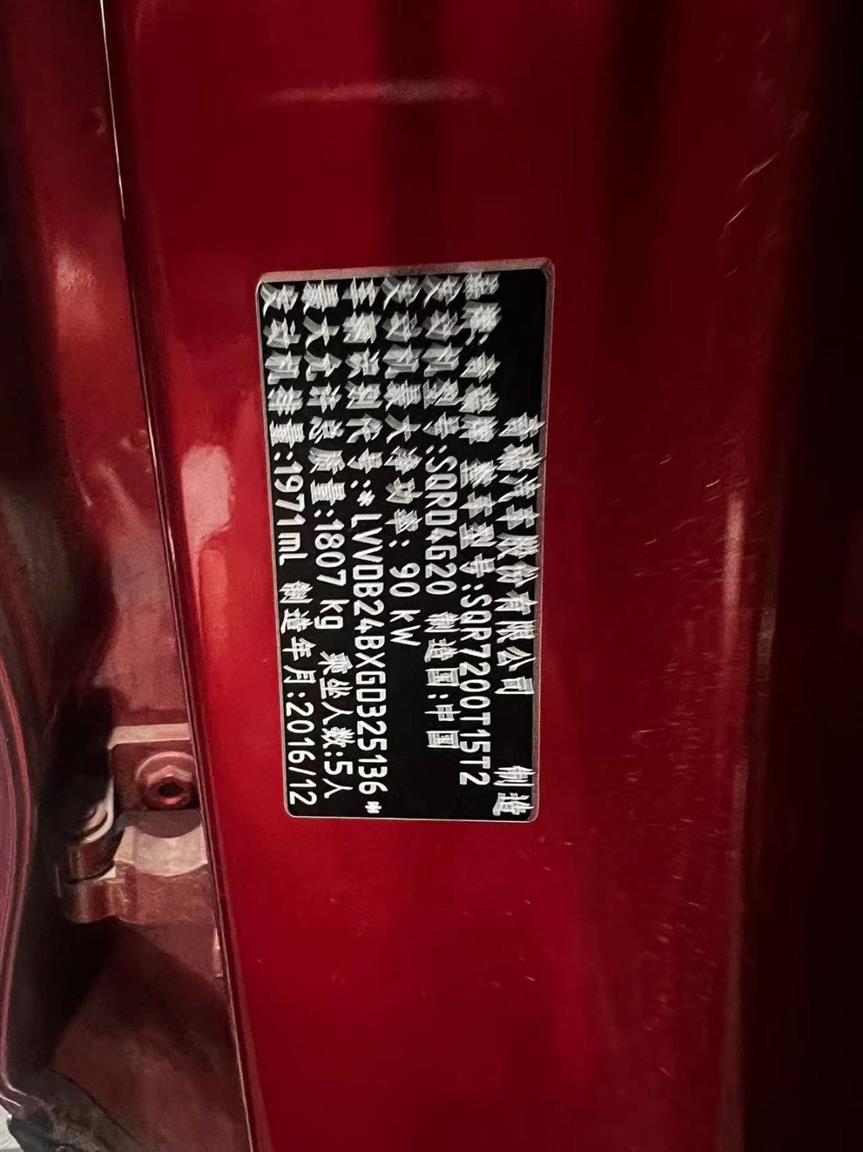 奇瑞汽车股份有限公司 制造
品牌:奇瑞牌 整车型号:SQR7200T15T2
发动机型号:SQRD4G20 制造国:中国
发动机最大净功率: 90 kW
车辆识别代号:*LVVDB24BXGD325136*
最大允许总质量:1807 kg 乘坐人数:5人
发动机排量:1971ml 制造年月:2016/12